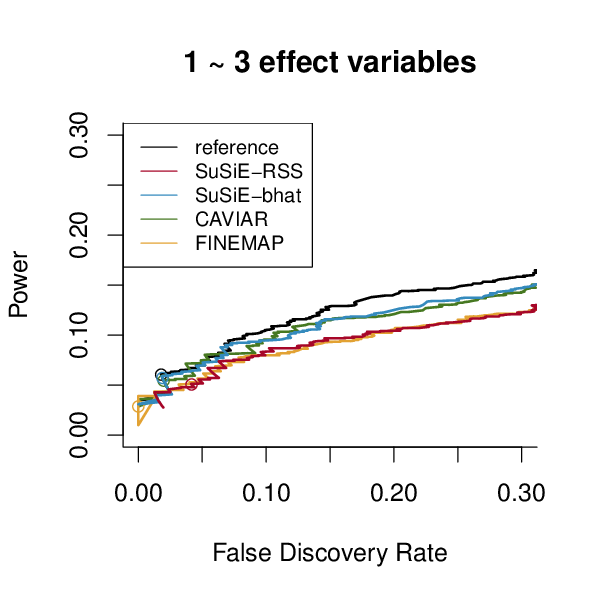 1 ~ 3 effect variables
reference
SuSiE−RSS
SuSiE−bhat
CAVIAR
FINEMAP
Power
0.30
0.20
0.10
0.00
0.00 0.10 0.20 0.30
False Discovery Rate